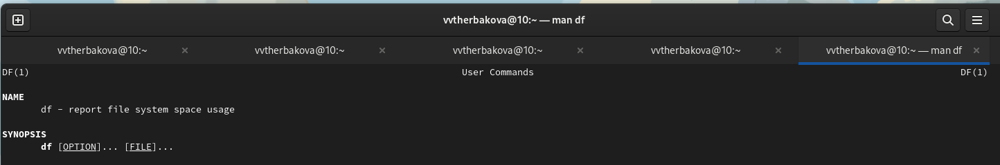 vvtherbakova@10:~ — man df
vvtherbakova@10:~ vvtherbakova@10:~ vvtherbakova@10:~ vvtherbakova@10:~ vvtherbakova@10:~ — man df
DF(1) User Commands DF(1)
NAME
df - report file system space usage
SYNOPSIS
df [OPTION]... [FILE]...